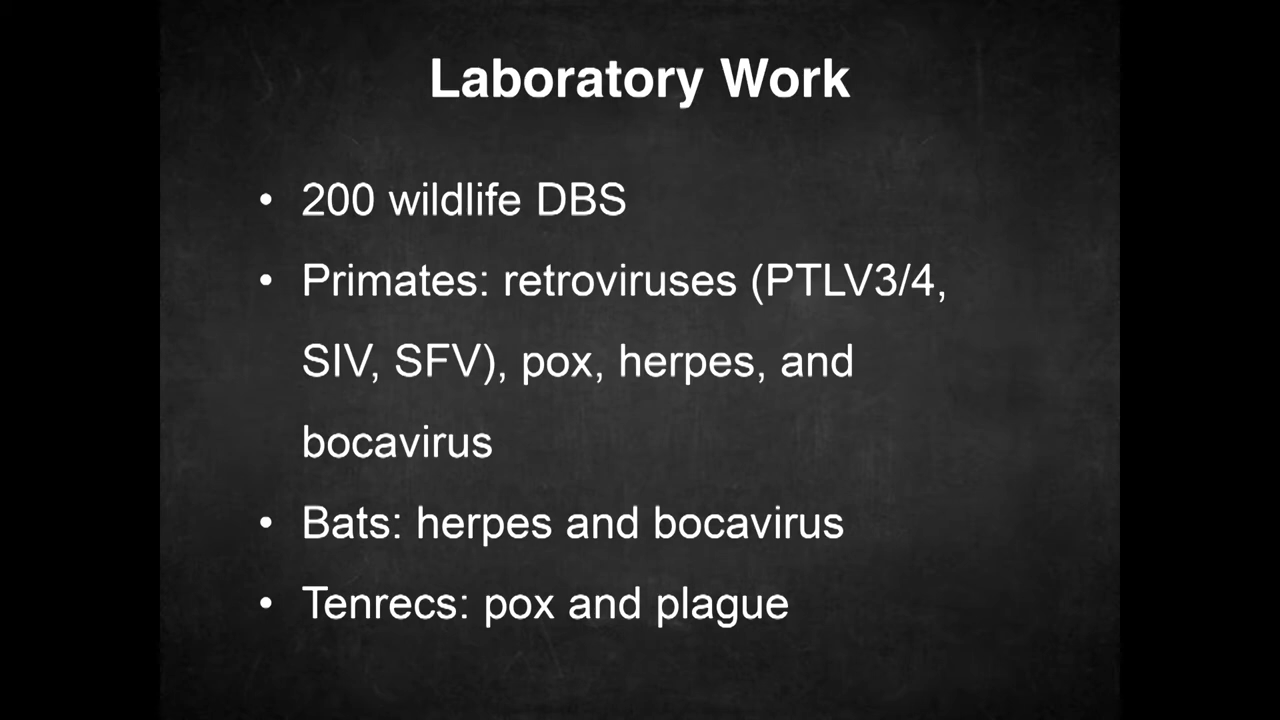 Laboratory Work
• 200 wildlife DBS
• Primates: retroviruses (PTLV3/4,
SIV, SFV), pox, herpes, and
bocavirus
• Bats: herpes and bocavirus
• Tenrecs: pox and plague